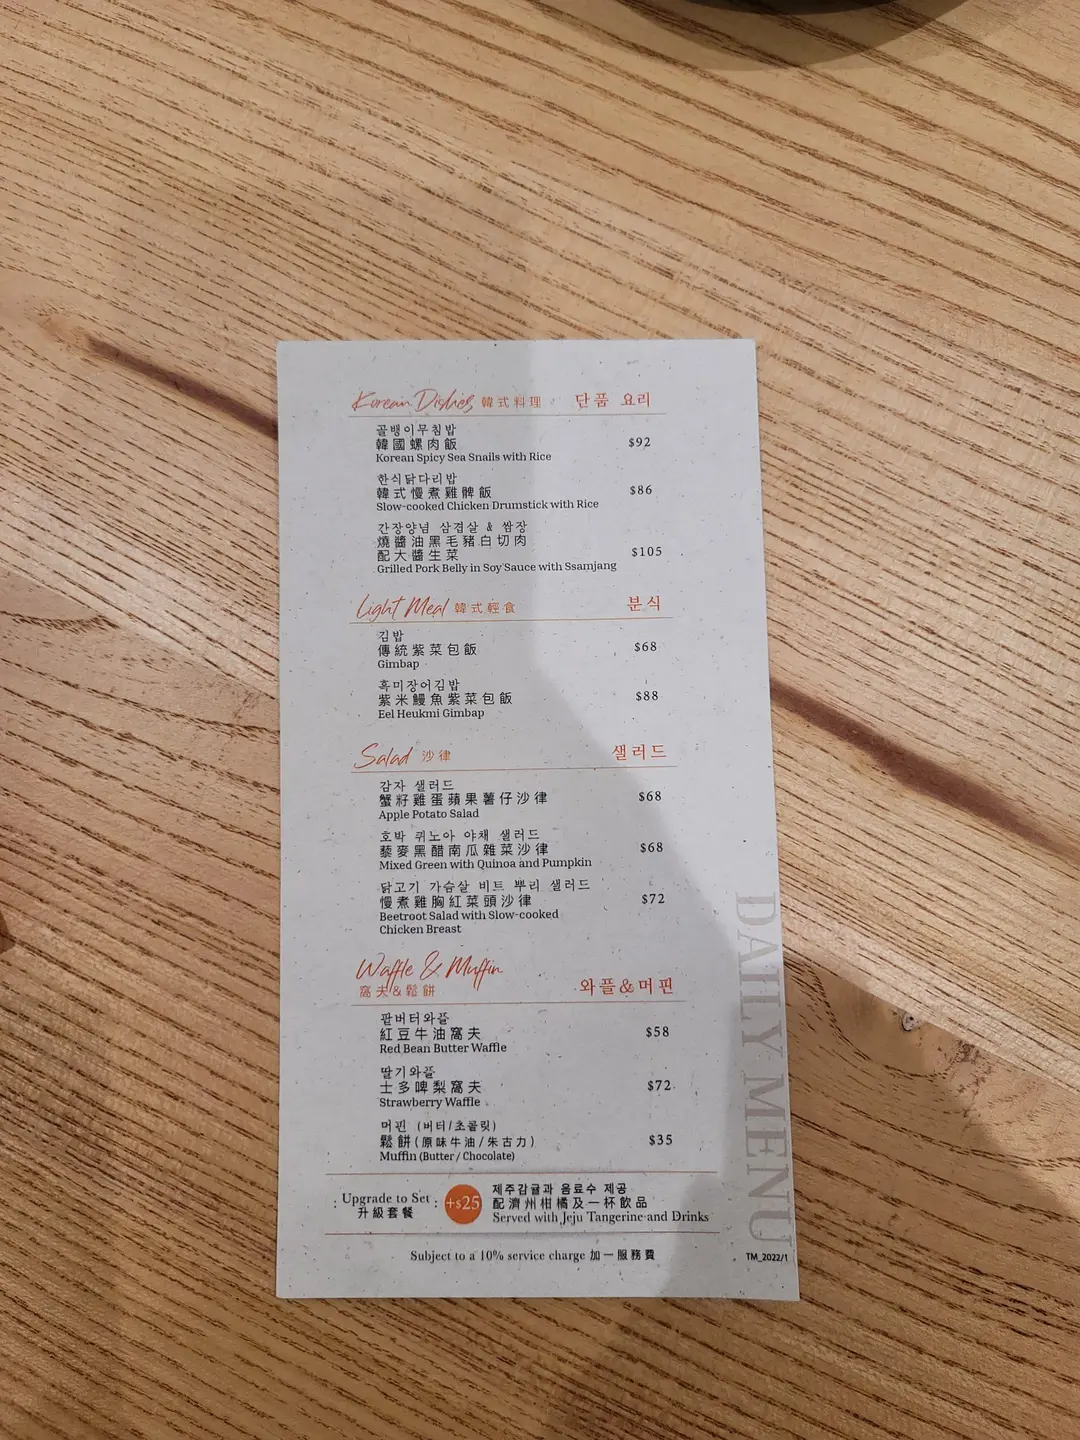 Korean Dishes 韓式料理 단품 요리
골뱅이무침밥
韓國螺肉飯 $92
Korean Spicy Sea Snails with Rice
한식닭다리밥
韓式慢煮雞髀飯 $86
Slow-cooked Chicken Drumstick with Rice
간장양념 삼겹살 & 쌈장
燒醬油黑毛豬白切肉
配大醬生菜 $105
Grilled Pork Belly in Soy Sauce with Ssamjang
Light Meal 韓式輕食 분식
김밥
傳統紫菜包飯 $68
Gimbap
흑미장어김밥
紫米鰻魚紫菜包飯 $88
Eel Heukmi Gimbap
Salad 沙律 샐러드
감자 샐러드
蟹籽雞蛋蘋果薯仔沙律 $68
Apple Potato Salad
호박 퀴노아 야채 샐러드
藜麥黑醋南瓜雜菜沙律 $68
Mixed Green with Quinoa and Pumpkin
닭고기 가슴살 비트 뿌리 샐러드
慢煮雞胸紅菜頭沙律 $72
Beetroot Salad with Slow-cooked
Chicken Breast
Waffle & Muffin
窩夫&鬆餅 와플&머핀
팥버터와플
紅豆牛油窩夫 $58
Red Bean Butter Waffle
딸기와플
士多啤梨窩夫 $72
Strawberry Waffle
머핀 (버터/초콜릿)
鬆餅(原味牛油/朱古力) $35
Muffin (Butter / Chocolate)
: Upgrade to Set :
升級套餐
+$25
제주감귤과 음료수 제공
配濟州柑橘及一杯飲品
Served with Jeju Tangerine and Drinks
Subject to a 10% service charge 加一服務費
TM_2022/1
DAILY MENU